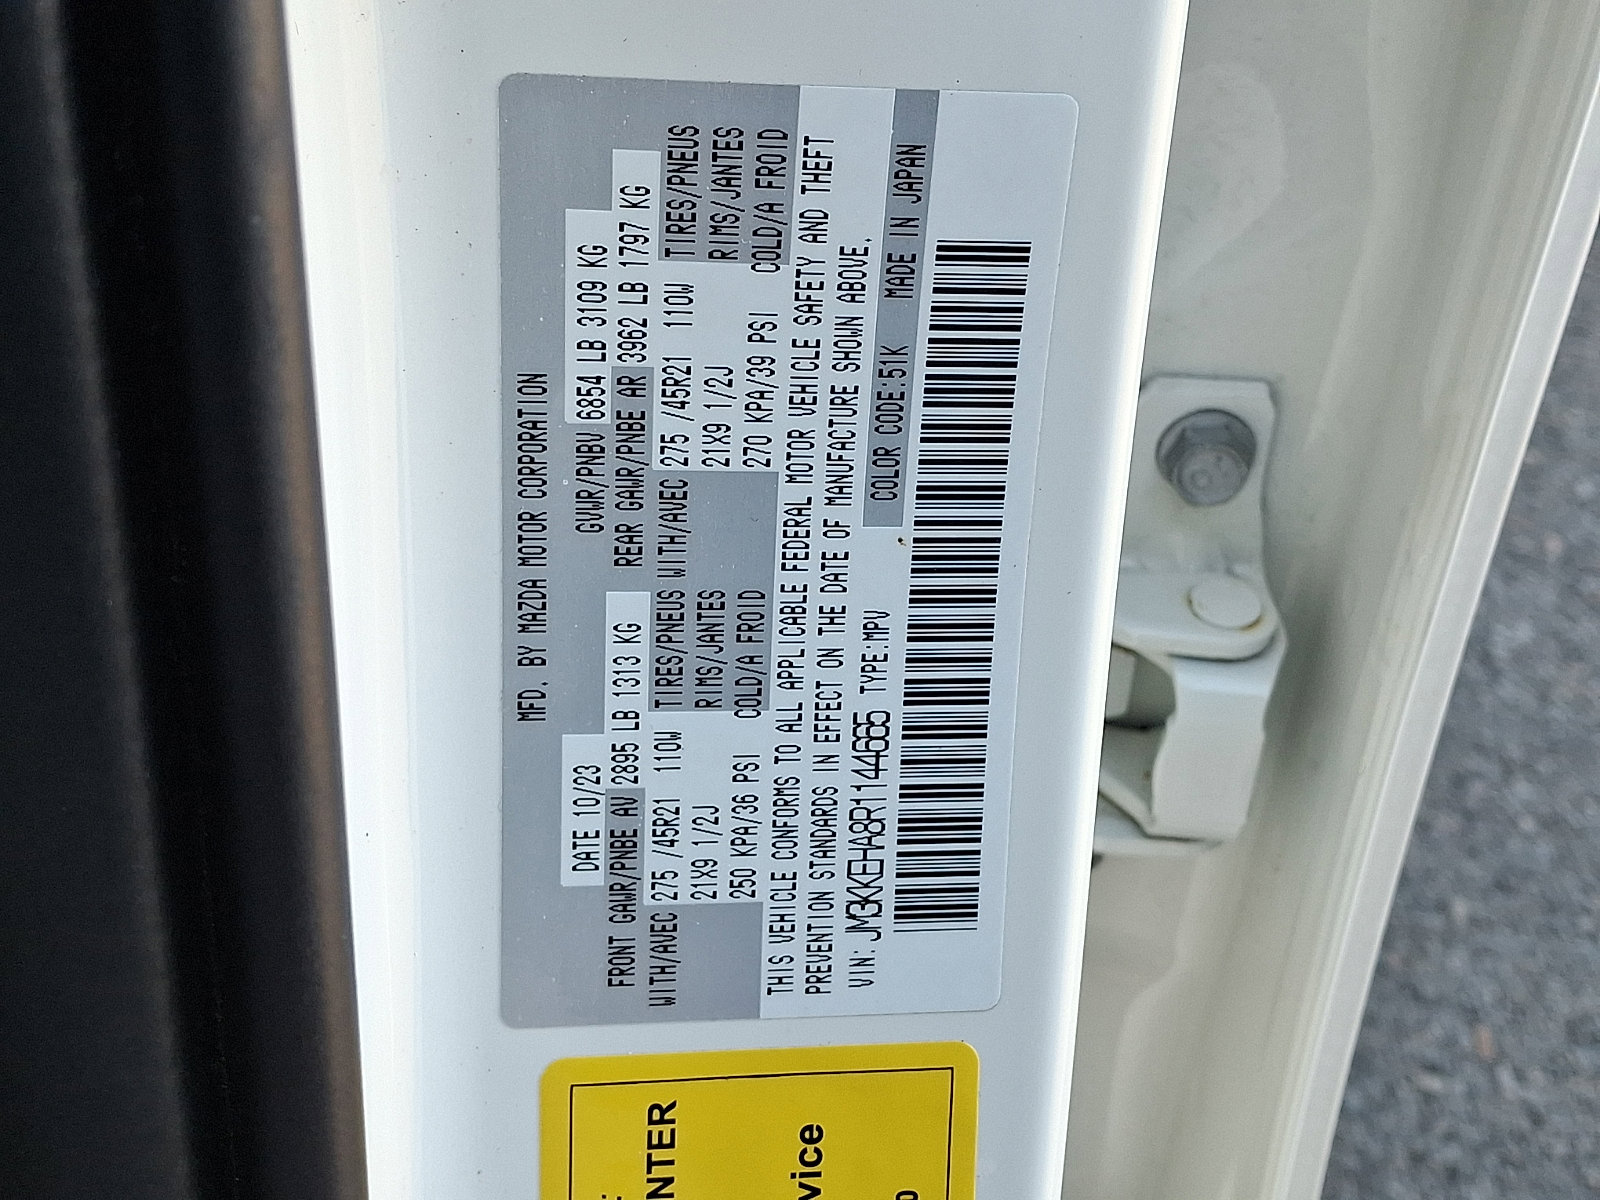 MFD. BY MAZDA MOTOR CORPORATION
DATE 10/23 GVWR/PNBV 6854 LB 3109 KG
FRONT GAWR/PNBE AV 2895 LB 1313 KG REAR GAWR/PNBE AR 3962 LB 1797 KG
WITH/AVEC 275 /45R21 110W TIRES/PNEUS WITH/AVEC 275 /45R21 110W TIRES/PNEUS
21X9 1/2J RIMS/JANTES 21X9 1/2J RIMS/JANTES
250 KPA/36 PSI COLD/A FROID 270 KPA/39 PSI COLD/A FROID
THIS VEHICLE CONFORMS TO ALL APPLICABLE FEDERAL MOTOR VEHICLE SAFETY AND THEFT
PREVENTION STANDARDS IN EFFECT ON THE DATE OF MANUFACTURE SHOWN ABOVE.
VIN: JM3KKEHA8R1144665 TYPE:MPV COLOR CODE:51K MADE IN JAPAN